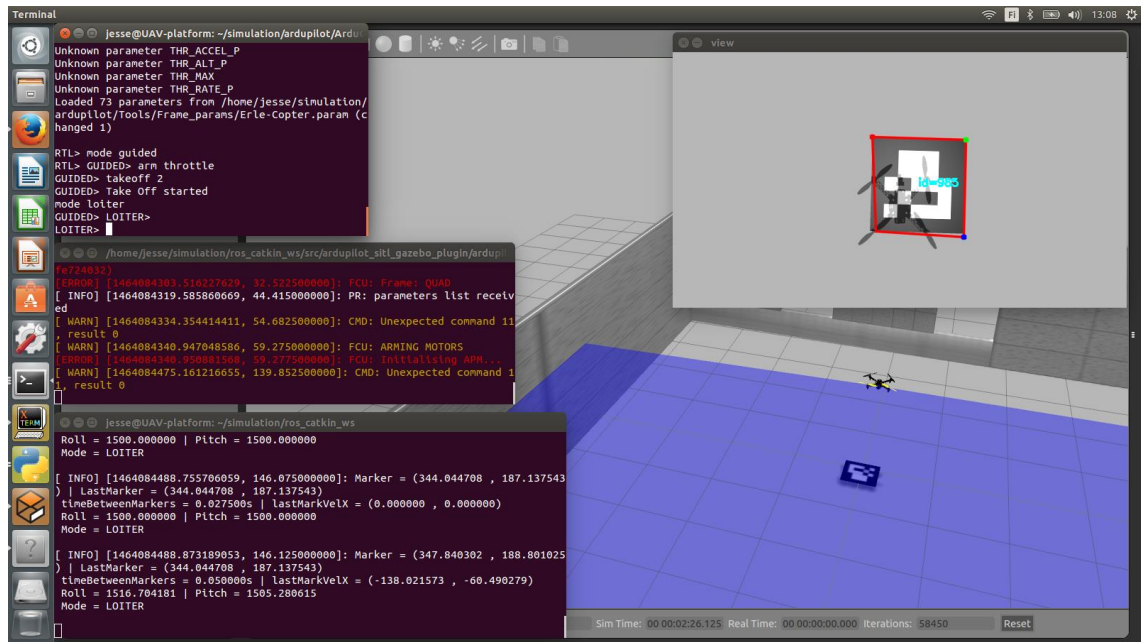 Terminal
Fi
13:08
jesse@UAV-platform: ~/simulation/ardupilot/Ardu
Unknown parameter THR_ACCEL_P
Unknown parameter THR_ALT_P
Unknown parameter THR_MAX
Unknown parameter THR_RATE_P
Loaded 73 parameters from /home/jesse/simulation/
ardupilot/Tools/Frame_params/Erle-Copter.param (c
hanged 1)
RTL> mode guided
RTL> GUIDED> arm throttle
GUIDED> takeoff 2
GUIDED> Take Off started
mode loiter
GUIDED> LOITER>
LOITER>
view
id=985
/home/jesse/simulation/ros_catkin_ws/src/ardupilot_sitl_gazebo_plugin/ardupil
fe724032)
[ERROR] [1464084303.516227629, 32.522500000]: FCU: Frame: QUAD
[ INFO] [1464084319.585860669, 44.415000000]: PR: parameters list receiv
ed
[ WARN] [1464084334.354414411, 54.682500000]: CMD: Unexpected command 11
, result 0
[ WARN] [1464084340.947048586, 59.275000000]: FCU: ARMING MOTORS
[ERROR] [1464084340.950881568, 59.277500000]: FCU: Initialising APM...
[ WARN] [1464084475.161216655, 139.852500000]: CMD: Unexpected command 1
1, result 0
jesse@UAV-platform: ~/simulation/ros_catkin_ws
Roll = 1500.000000 | Pitch = 1500.000000
Mode = LOITER
[ INFO] [1464084488.755706059, 146.075000000]: Marker = (344.044708 , 187.137543
) | LastMarker = (344.044708 , 187.137543)
timeBetweenMarkers = 0.027500s | lastMarkVelX = (0.000000 , 0.000000)
Roll = 1500.000000 | Pitch = 1500.000000
Mode = LOITER
[ INFO] [1464084488.873189053, 146.125000000]: Marker = (347.840302 , 188.801025
) | LastMarker = (344.044708 , 187.137543)
timeBetweenMarkers = 0.050000s | lastMarkVelX = (-138.021573 , -60.490279)
Roll = 1516.704181 | Pitch = 1505.280615
Mode = LOITER
X
TERM
Sim Time: 00 00:02:26.125 Real Time: 00 00:00:00.000 Iterations: 58450 Reset